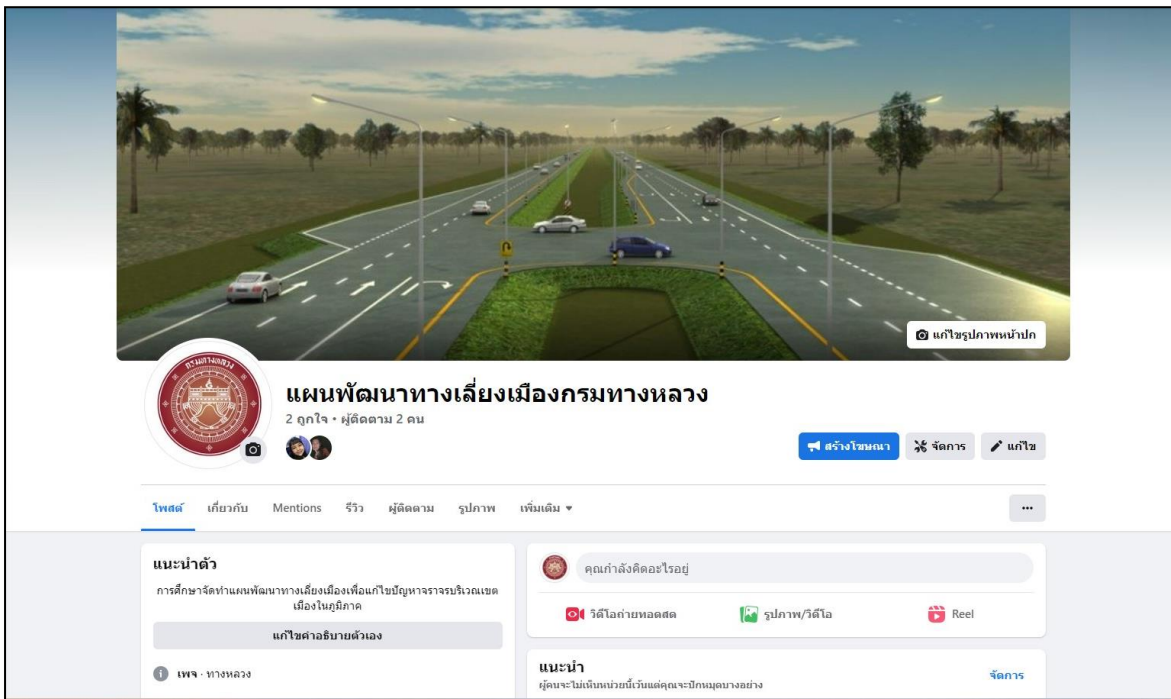 แก้ไขรูปภาพหน้าปก
กรมทางหลวง
แผนพัฒนาทางเลี่ยงเมืองกรมทางหลวง
2 ถูกใจ • ผู้ติดตาม 2 คน
สร้างโฆษณา
จัดการ
แก้ไข
โพสต์ เกี่ยวกับ Mentions รีวิว ผู้ติดตาม รูปภาพ เพิ่มเติม
แนะนำตัว
การศึกษาจัดทำแผนพัฒนาทางเลี่ยงเมืองเพื่อแก้ไขปัญหาจราจรบริเวณเขต
เมืองในภูมิภาค
แก้ไขคำอธิบายตัวเอง
เพจ · ทางหลวง
คุณกำลังคิดอะไรอยู่
วิดีโอถ่ายทอดสด
รูปภาพ/วิดีโอ
Reel
แนะนำ
ผู้คนจะไม่เห็นหน่วยนี้เว้นแต่คุณจะปักหมุดบางอย่าง
จัดการ